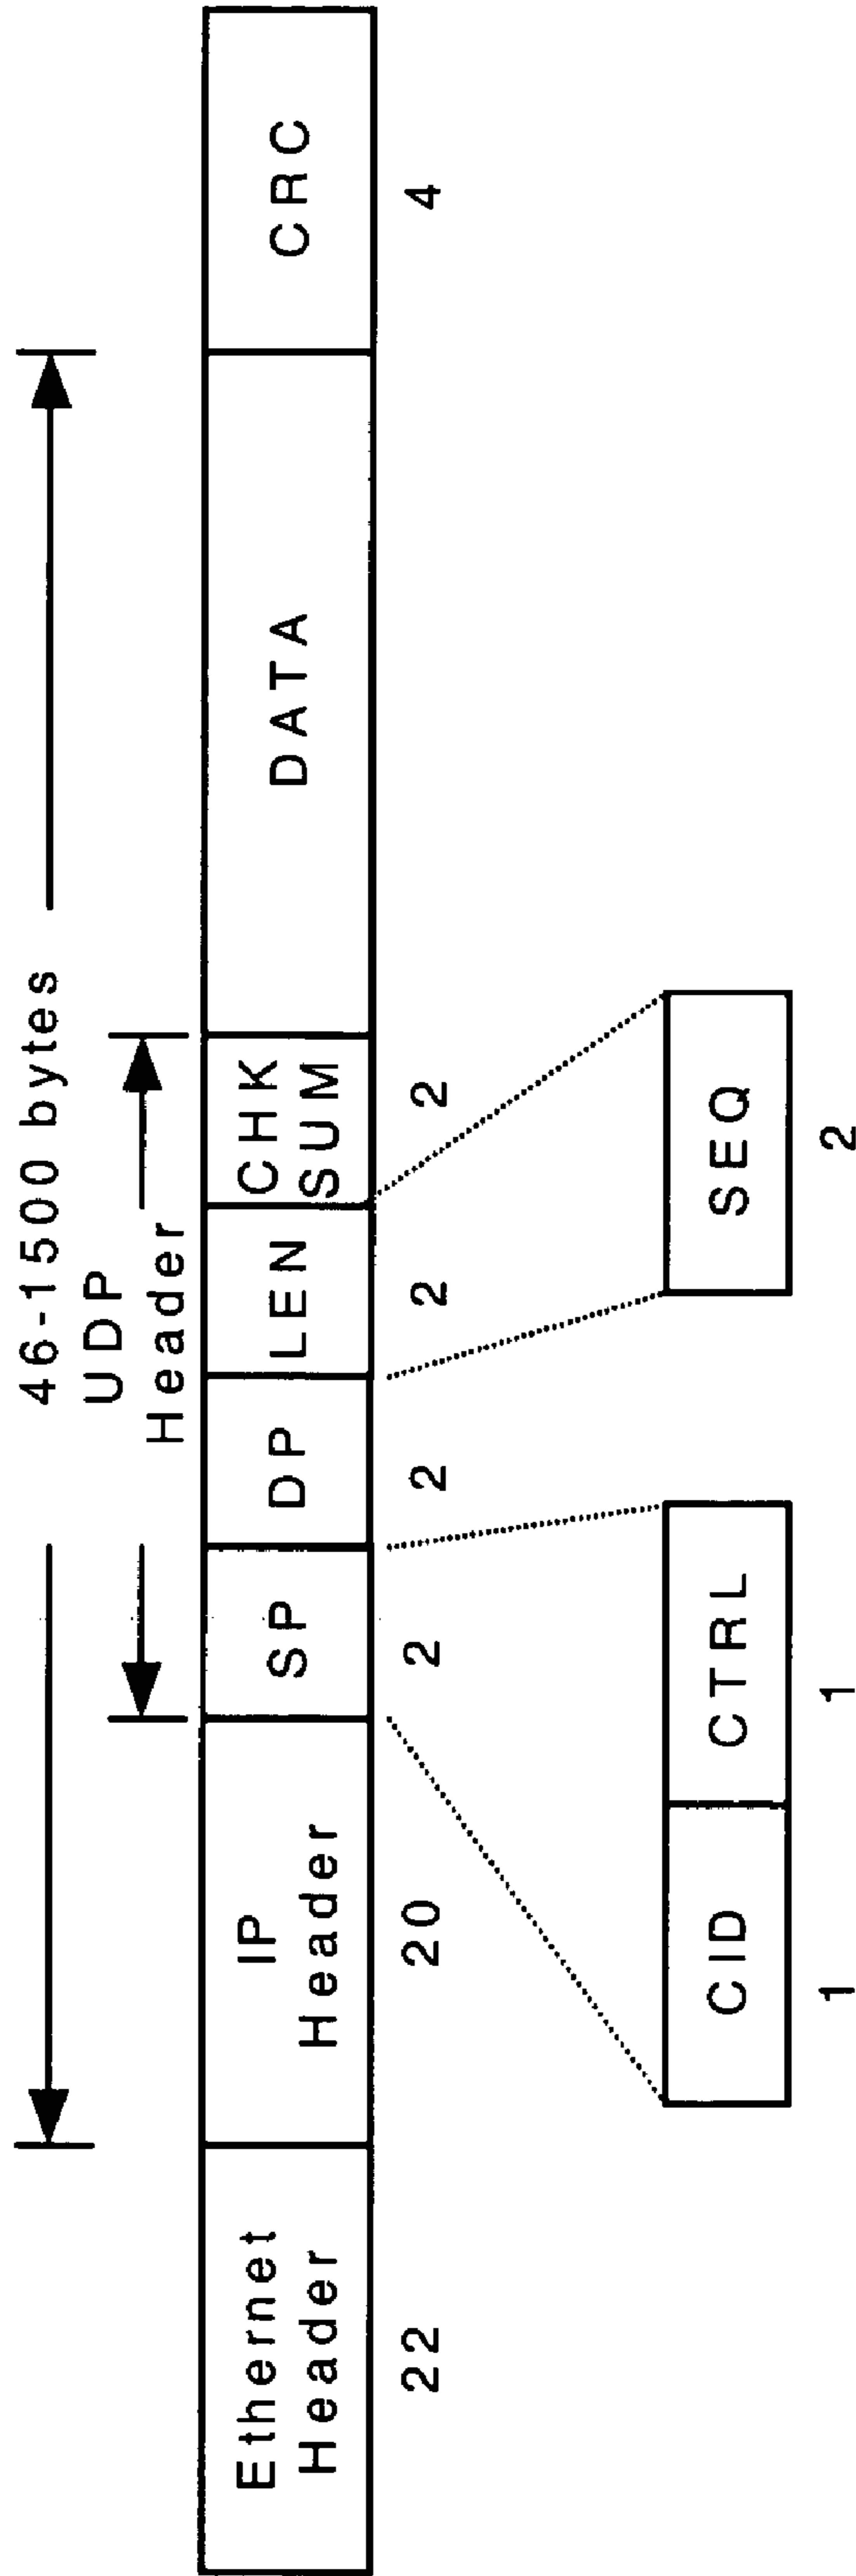 46-1500 bytes
UDP
Header
Ethernet
Header
IP
Header
SP
DP
LEN
CHK
SUM
DATA
CRC
22
20
2
2
2
2
4
CID
CTRL
SEQ
1
1
2